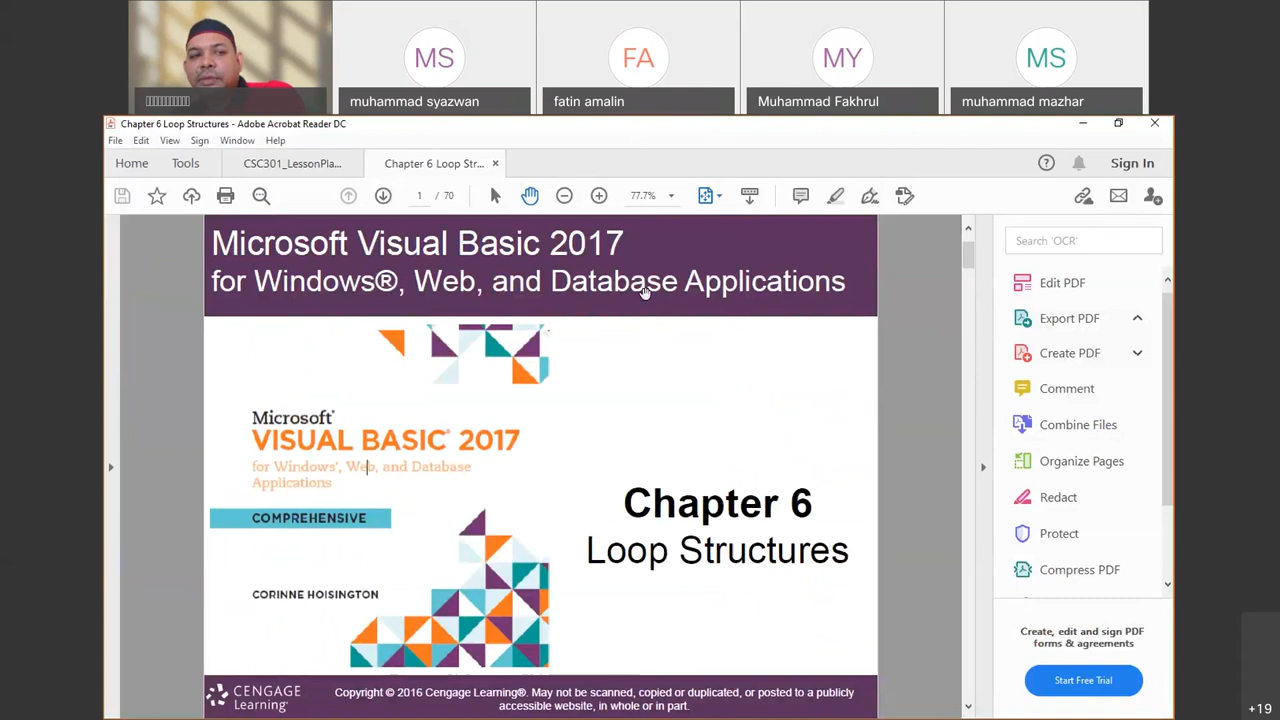 MS
FA
MY
MS
muhammad syazwan
fatin amalin
Muhammad Fakhrul
muhammad mazhar
Chapter 6 Loop Structures - Adobe Acrobat Reader DC
File Edit View Sign Window Help
Home Tools CSC301_LessonPla... Chapter 6 Loop Str... × Sign In
1 / 70 77.7%
Microsoft Visual Basic 2017
for Windows®, Web, and Database Applications
Microsoft®
VISUAL BASIC® 2017
for Windows®, Web, and Database
Applications
COMPREHENSIVE
CORINNE HOISINGTON
Chapter 6
Loop Structures
CENGAGE
Learning™
Copyright © 2016 Cengage Learning®. May not be scanned, copied or duplicated, or posted to a publicly
accessible website, in whole or in part.
Search 'OCR'
Edit PDF
Export PDF
Create PDF
Comment
Combine Files
Organize Pages
Redact
Protect
Compress PDF
Create, edit and sign PDF
forms & agreements
Start Free Trial
+19